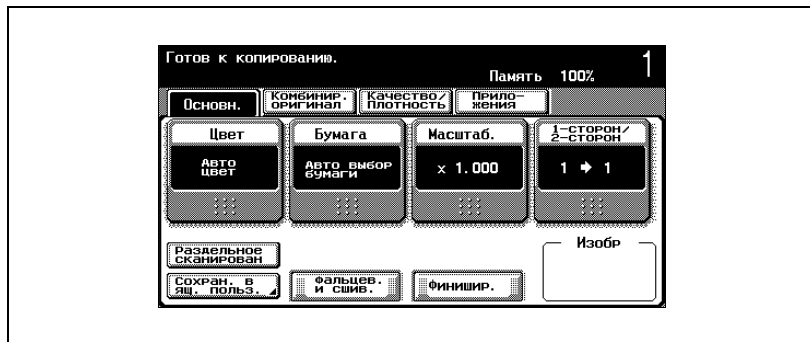 Готов к копированию.
1
Память 100%
Основн.
Комбинир.
оригинал
Качество/
Плотность
Прило-
жения
Цвет
Бумага
Масштаб.
1-сторон/
2-сторон
Авто
цвет
Авто выбор
бумаги
x 1.000
1 ➔ 1
Раздельное
сканирован
Изобр
Сохран. в
ящ. польз.
Фальцев.
и сшив.
Финишир.